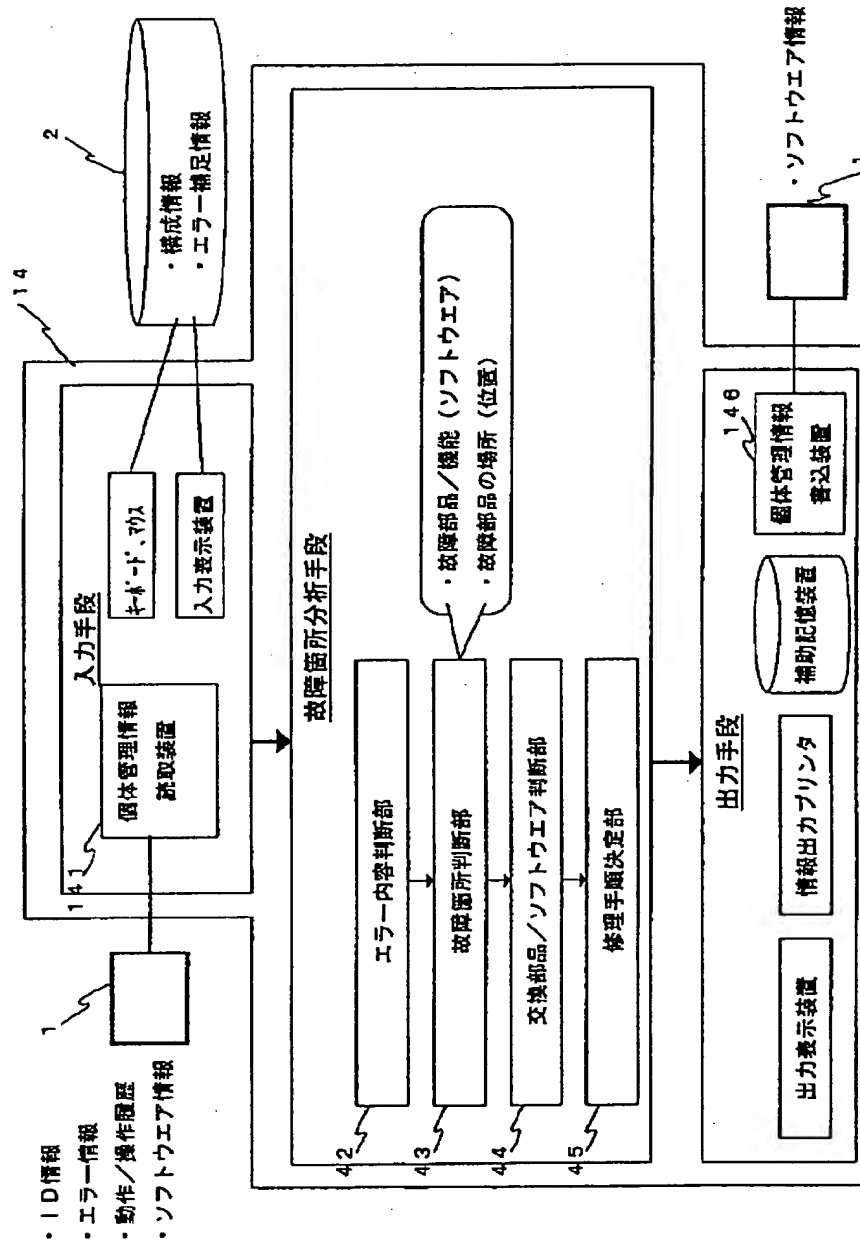 ・ID情報
・エラー情報
・動作／操作履歴
・ソフトウエア情報
1
141
入力手段
個体管理情報
読取装置
ｷｰﾎﾞｰﾄﾞ、ﾏｳｽ
入力表示装置
14
2
・構成情報
・エラー補足情報
故障箇所分析手段
42
エラー内容判断部
43
故障箇所判断部
・故障部品／機能（ソフトウエア）
・故障部品の場所（位置）
44
交換部品／ソフトウエア判断部
45
修理手順決定部
出力手段
出力表示装置
情報出力プリンタ
補助記憶装置
146
個体管理情報
書込装置
・ソフトウエア情報
1